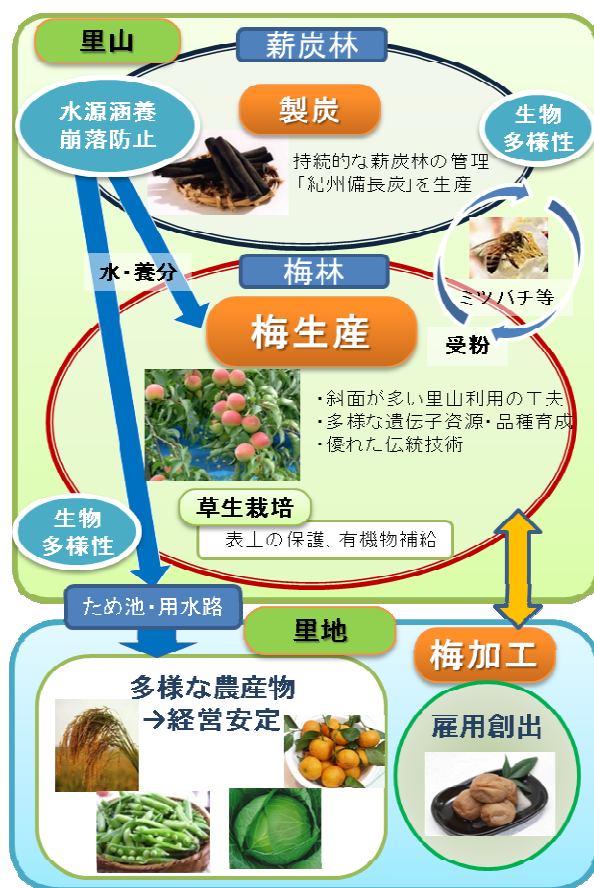 里山
薪炭林
水源涵養
崩落防止
製炭
生物
多様性
持続的な薪炭林の管理
「紀州備長炭」を生産
水・養分
梅林
ミツバチ等
梅生産
受粉
・斜面が多い里山利用の工夫
・多様な遺伝子資源・品種育成
・優れた伝統技術
草生栽培
表土の保護、有機物補給
生物
多様性
ため池・用水路
里地
梅加工
多様な農産物
→経営安定
雇用創出